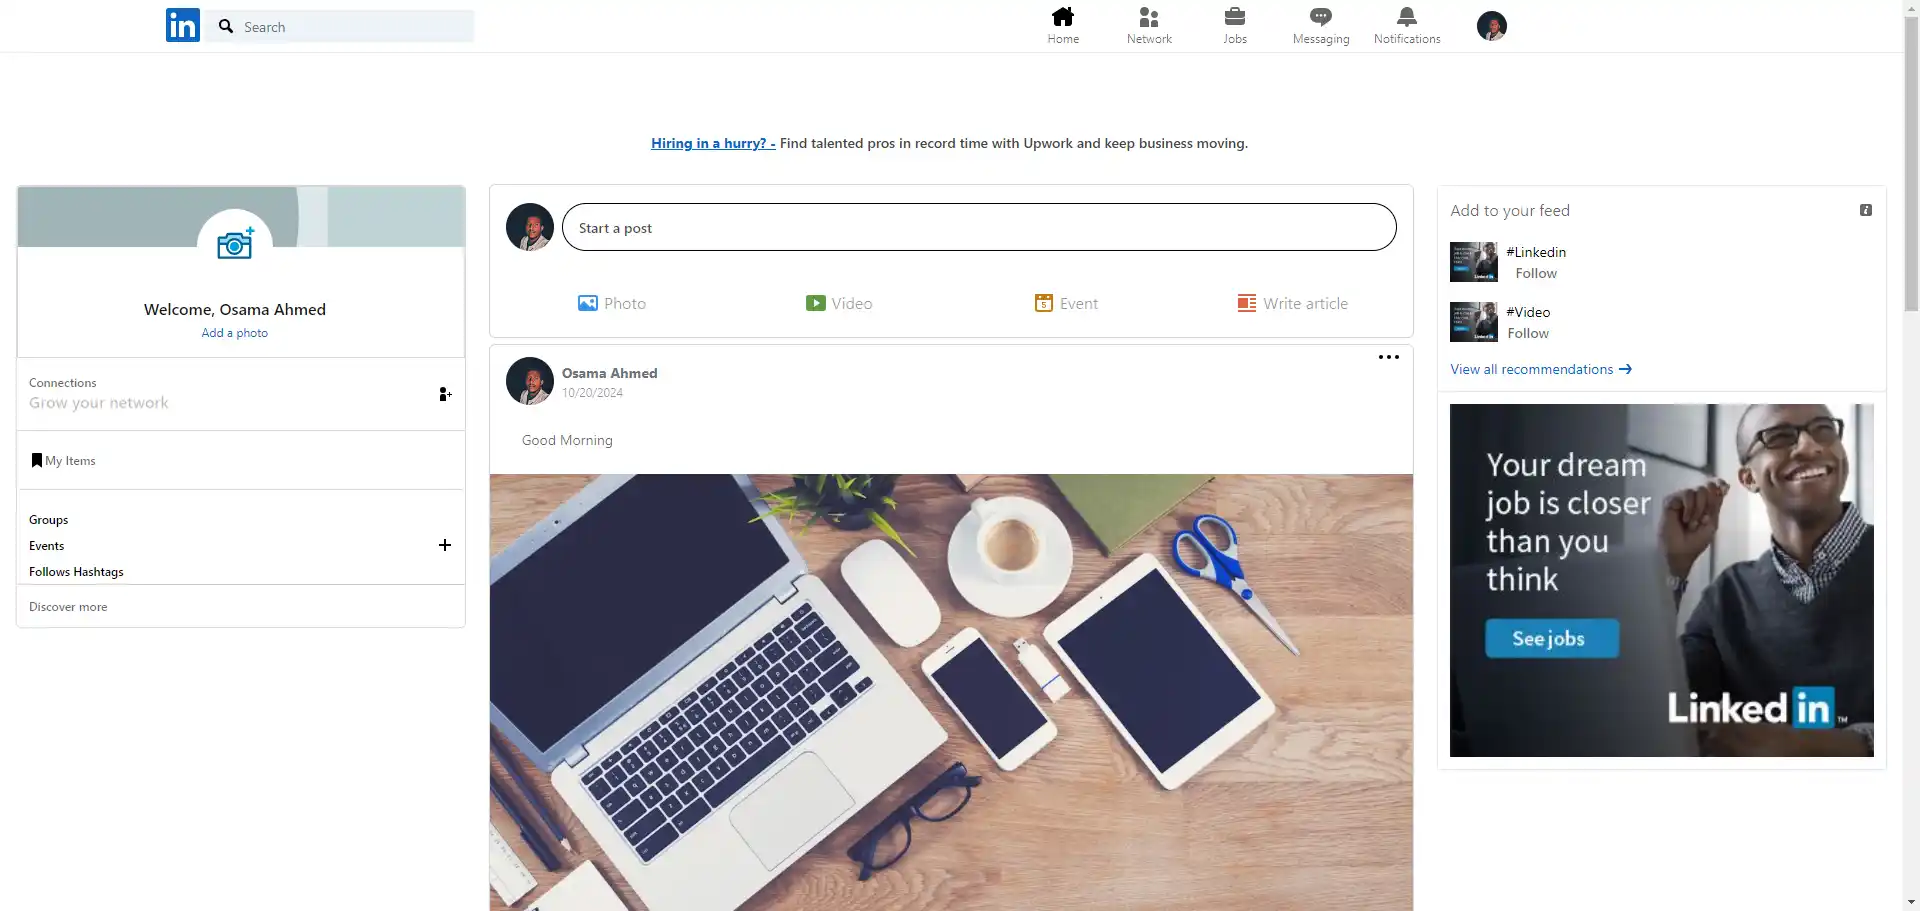 in Search
Home
Network
Jobs
Messaging
Notifications
Hiring in a hurry? - Find talented pros in record time with Upwork and keep business moving.
Welcome, Osama Ahmed
Add a photo
Connections
Grow your network
My Items
Groups
Events
Follows Hashtags
Discover more
Start a post
Photo
Video
5 Event
Write article
Osama Ahmed
10/20/2024
Good Morning
Add to your feed
#Linkedin
Follow
#Video
Follow
View all recommendations
Your dream
job is closer
than you
think
See jobs
Linked in TM